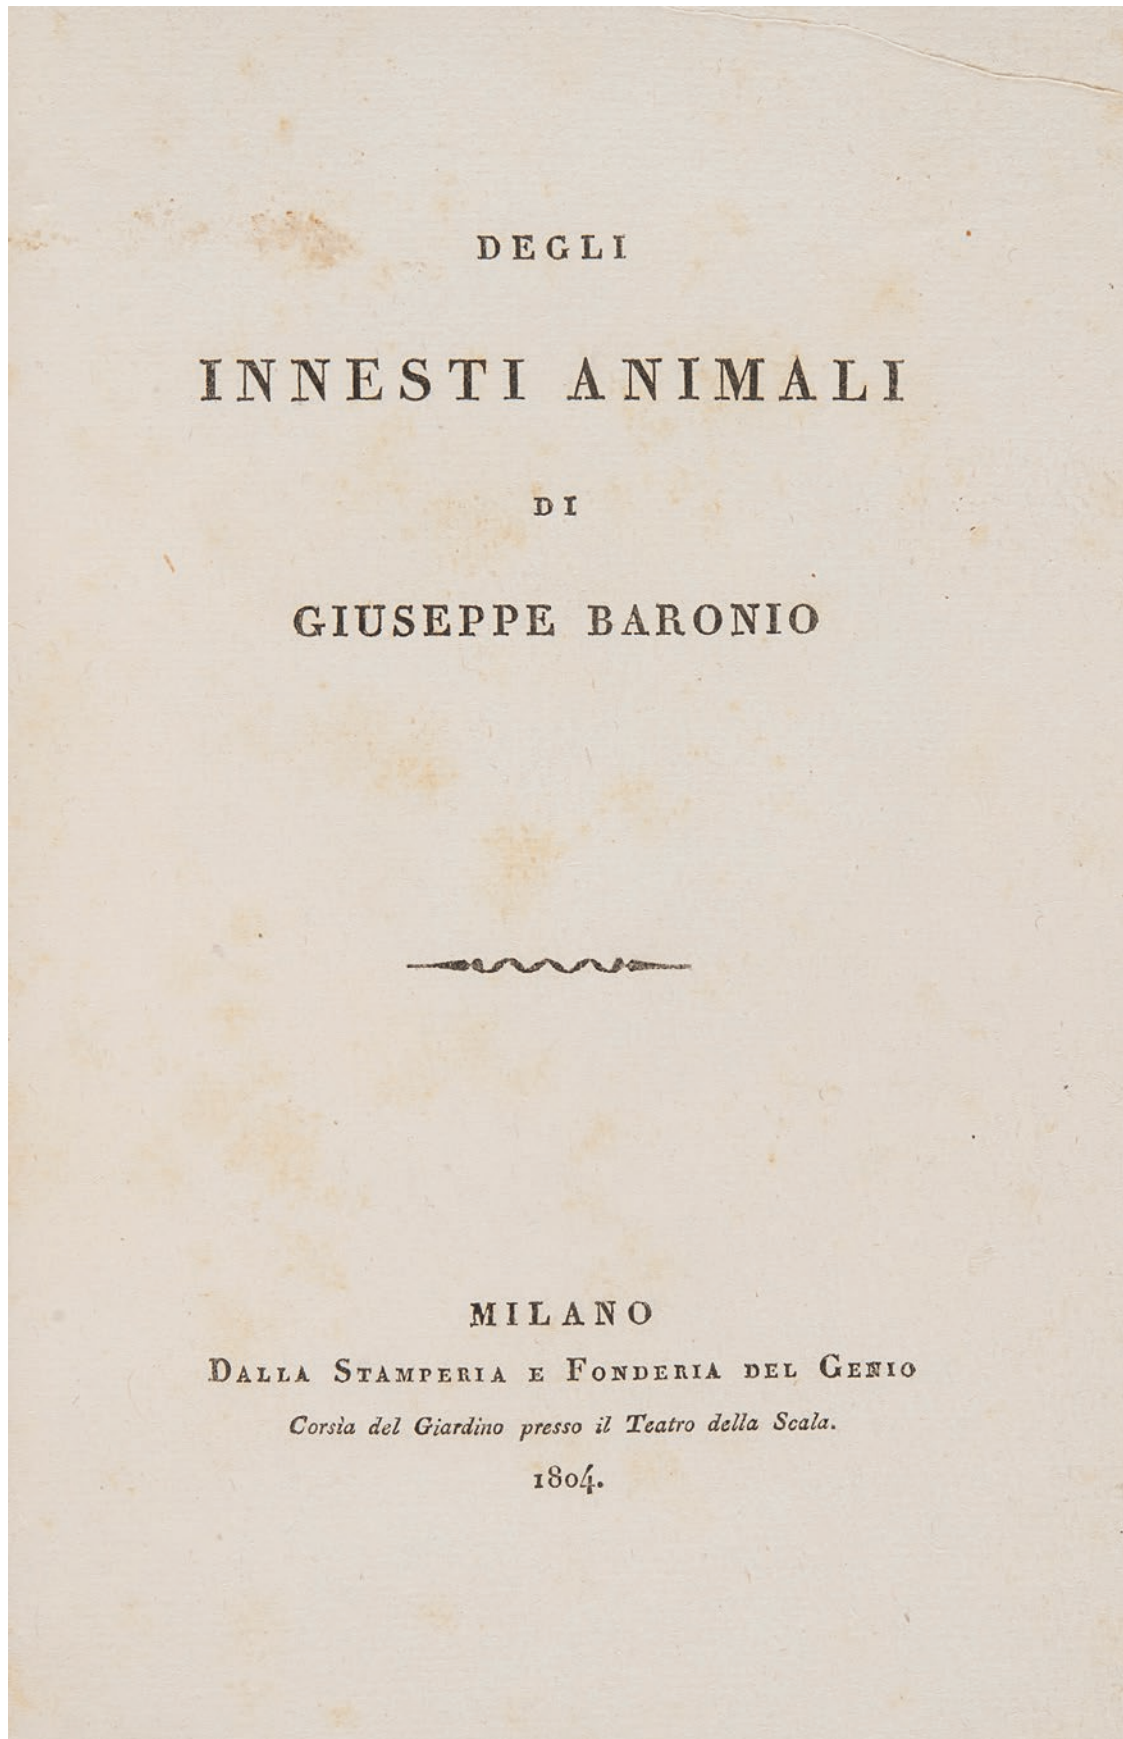 DEGLI
INNESTI ANIMALI
DI
GIUSEPPE BARONIO
MILANO
DALLA STAMPERIA E FONDERIA DEL GENIO
Corsìa del Giardino presso il Teatro della Scala.
1804.